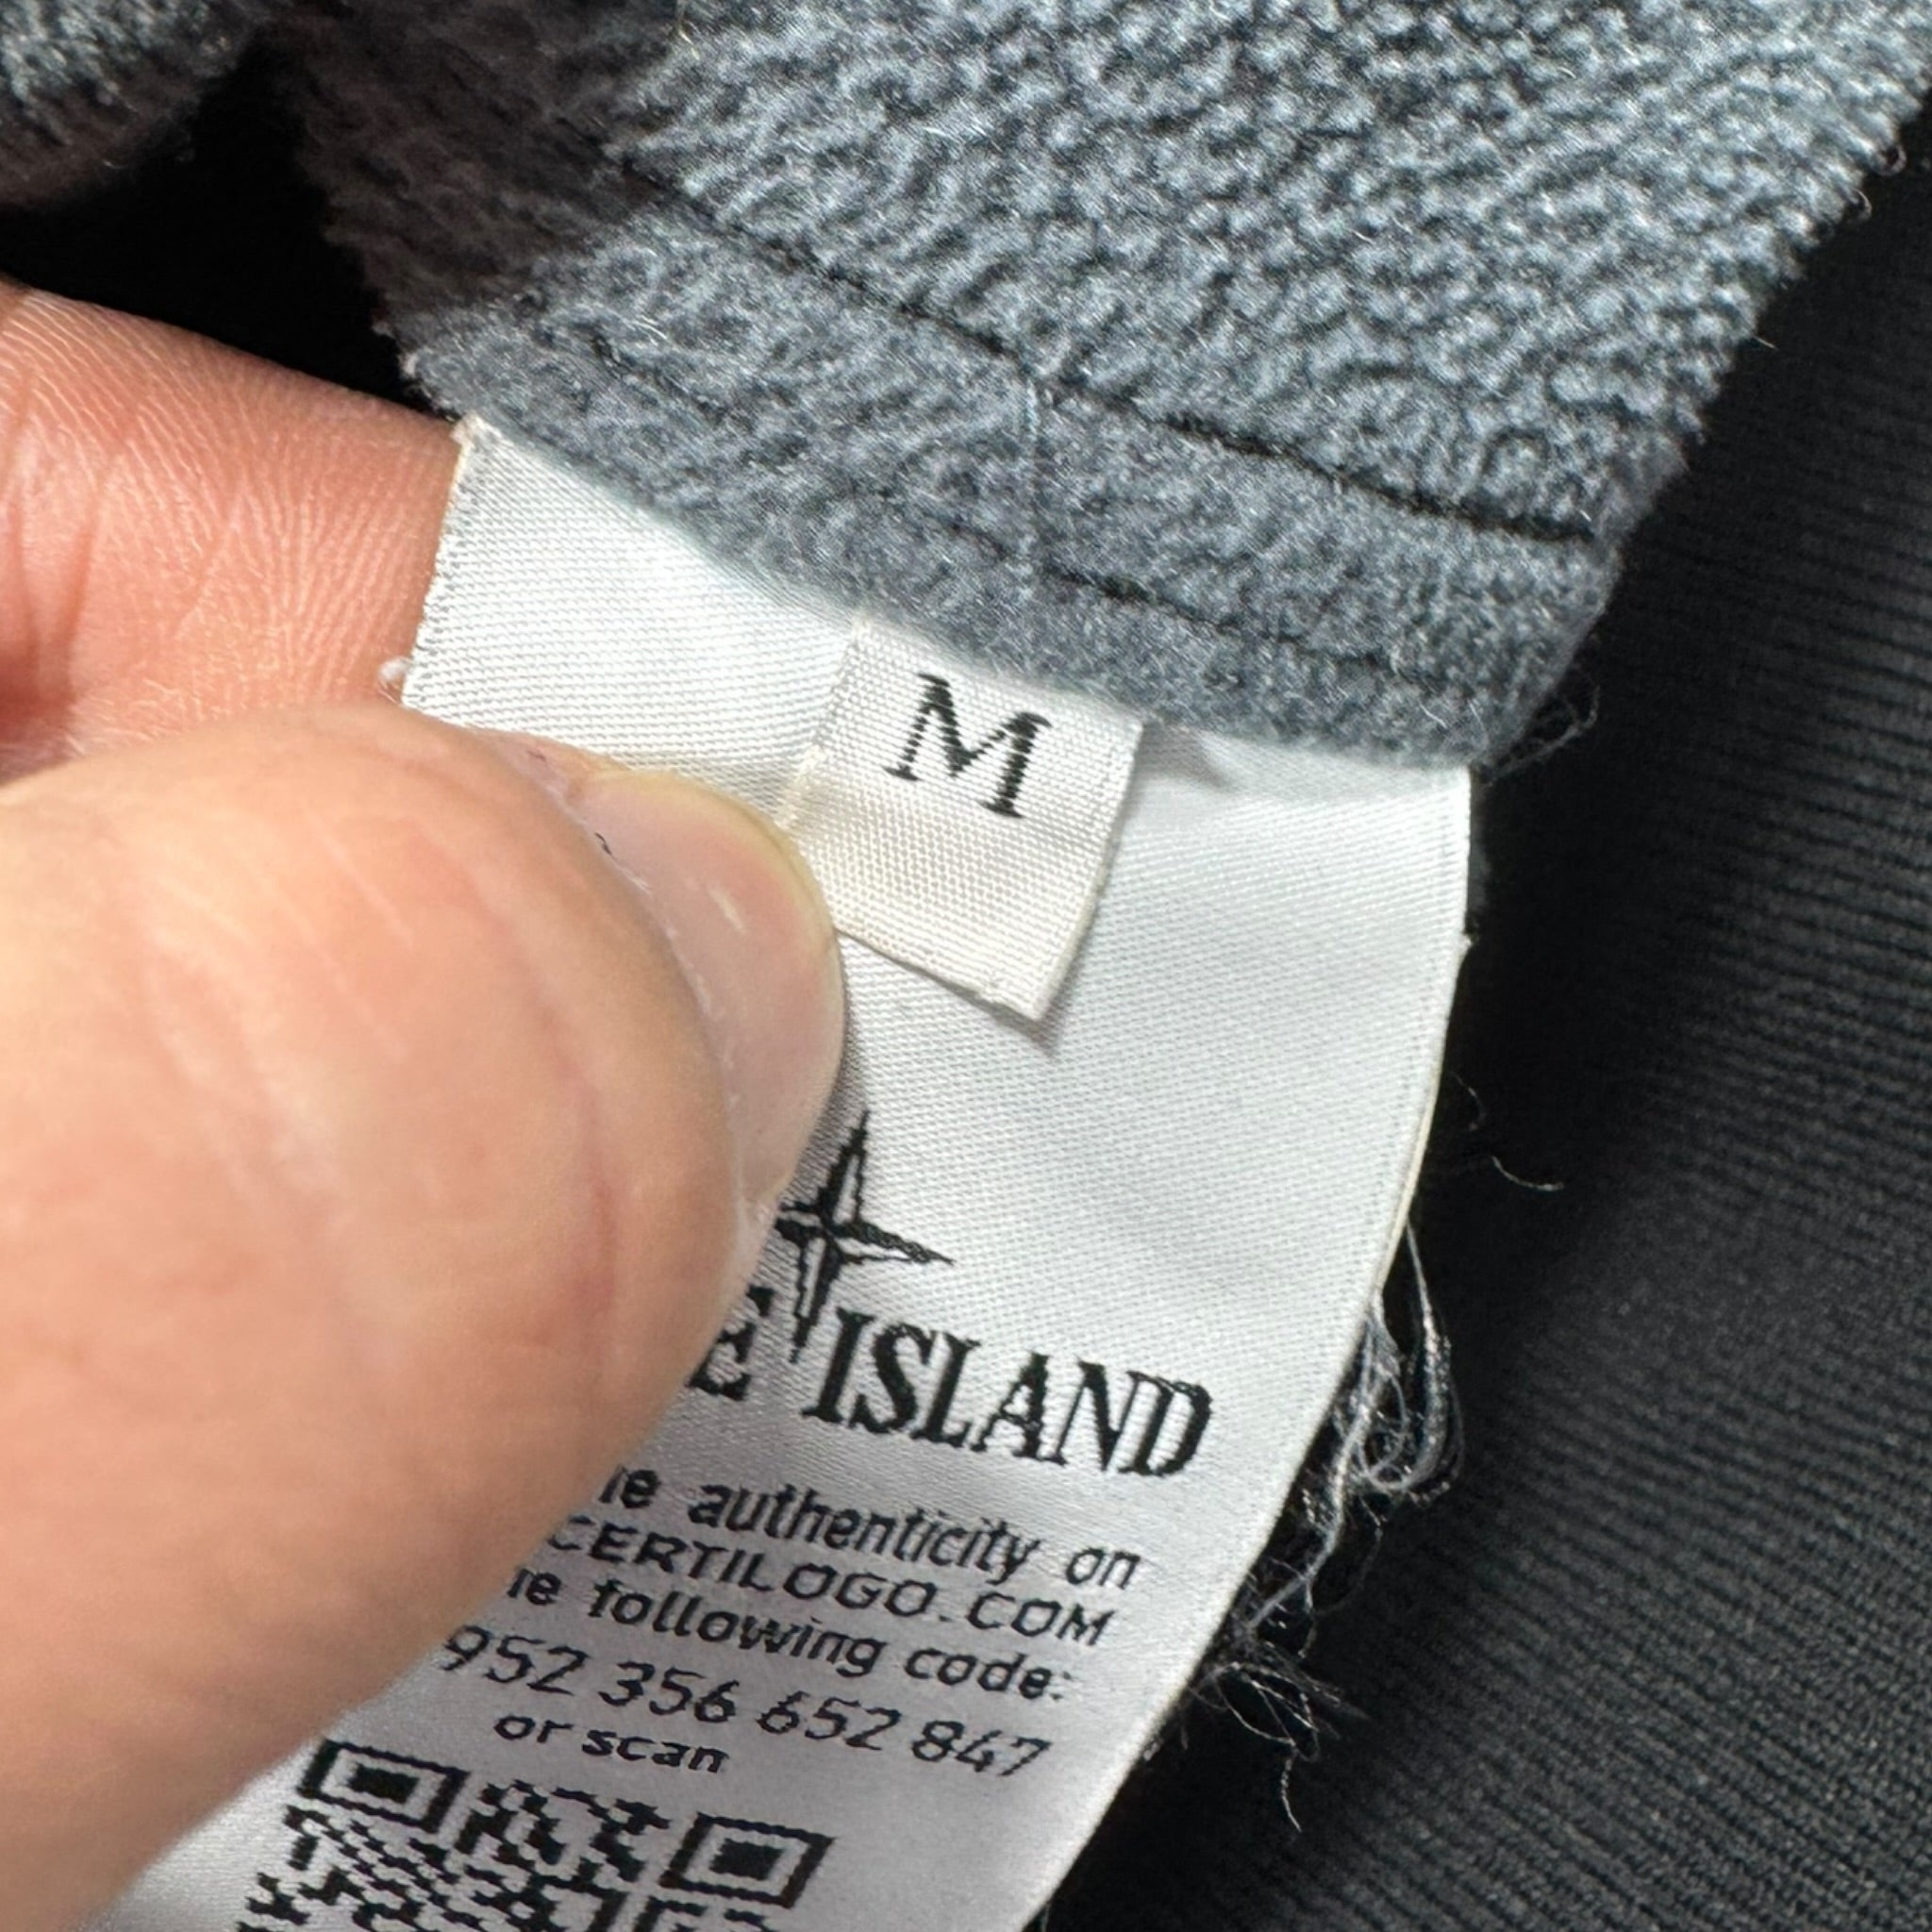 M
ISLAND
authenticity on
CERTILOGO.COM
following code:
952 356 652 847
or scan